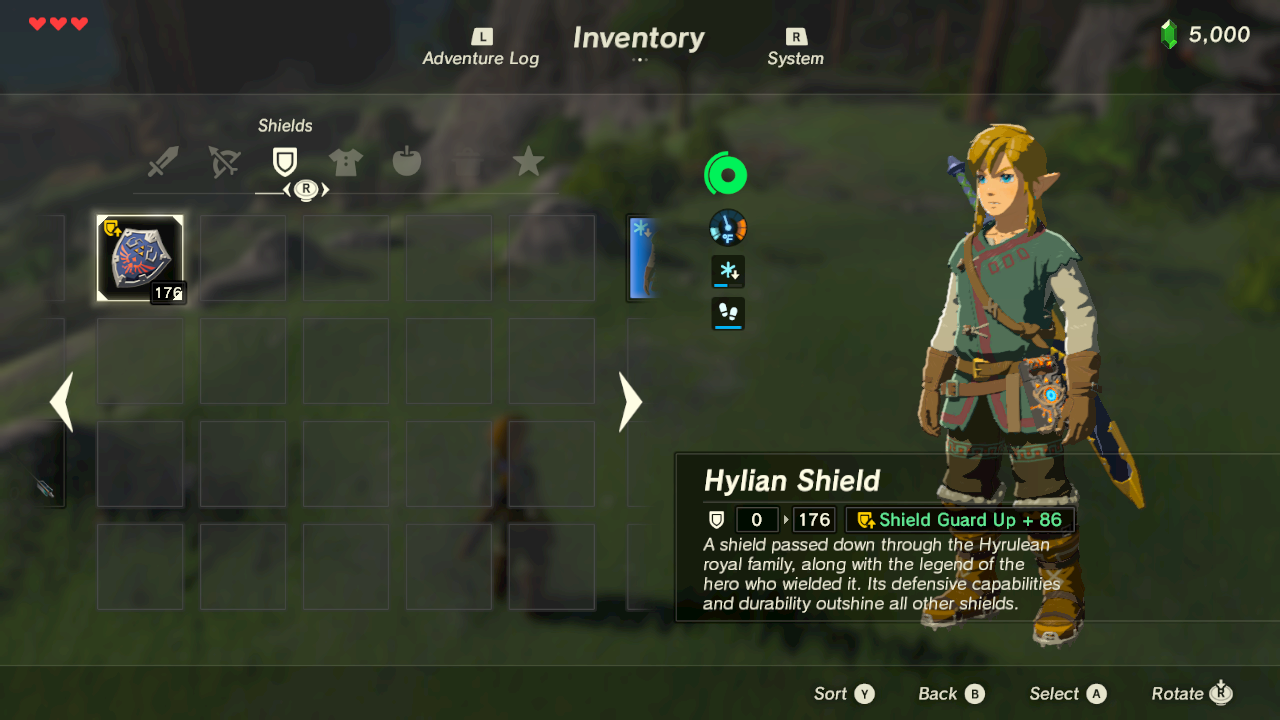 L
Adventure Log
Inventory
R
System
5,000
Shields
R
176
°F
Hylian Shield
0 176 Shield Guard Up + 86
A shield passed down through the Hyrulean
royal family, along with the legend of the
hero who wielded it. Its defensive capabilities
and durability outshine all other shields.
Sort Y Back B Select A Rotate R